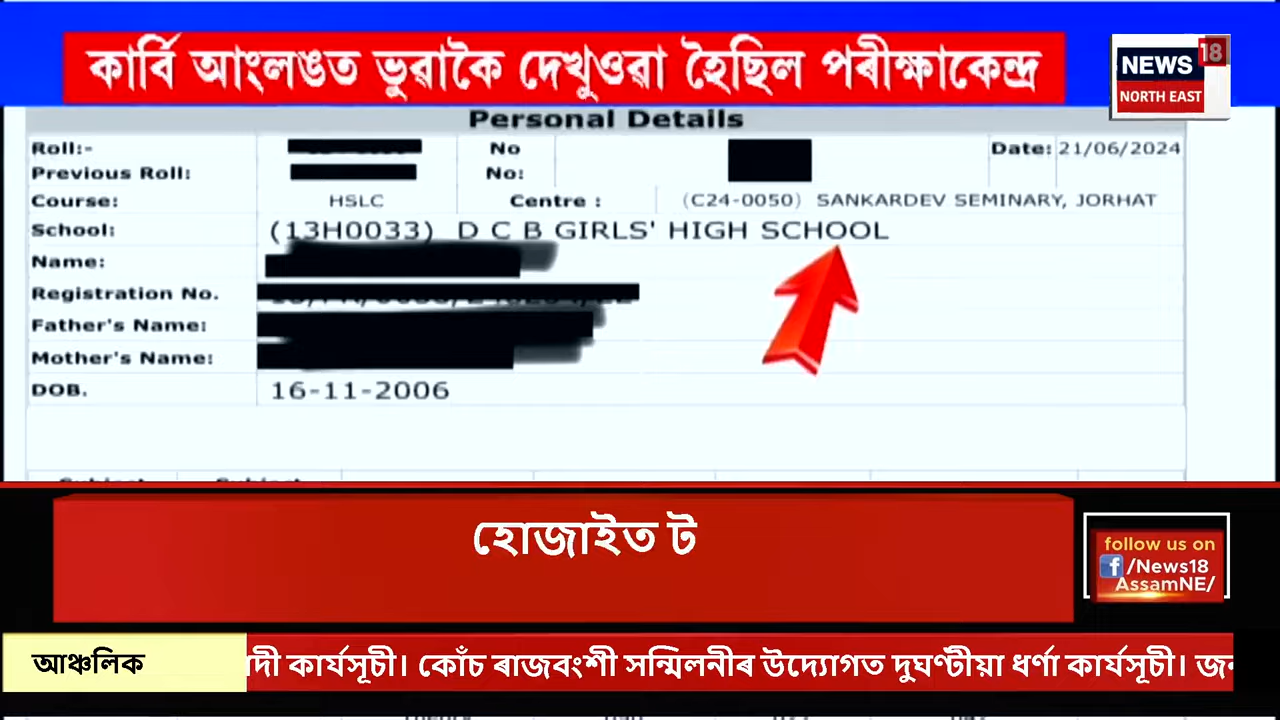 কাৰ্বি আংলঙত ভুৱাকৈ দেখুওৱা হৈছিল পৰীক্ষাকেন্দ্ৰ
NEWS 18
NORTH EAST
Personal Details
Roll:- No Date: 21/06/2024
Previous Roll: No:
Course: HSLC Centre : (C24-0050) SANKARDEV SEMINARY, JORHAT
School: (13H0033) D C B GIRLS' HIGH SCHOOL
Name:
Registration No.
Father's Name:
Mother's Name:
DOB. 16-11-2006
হোজাইত ট
follow us on
/News18
AssamNE/
আঞ্চলিক
কাৰ্যসূচী। কোঁচ ৰাজবংশী সন্মিলনীৰ উদ্যোগত দুঘণ্টীয়া ধৰ্ণা কাৰ্যসূচী।